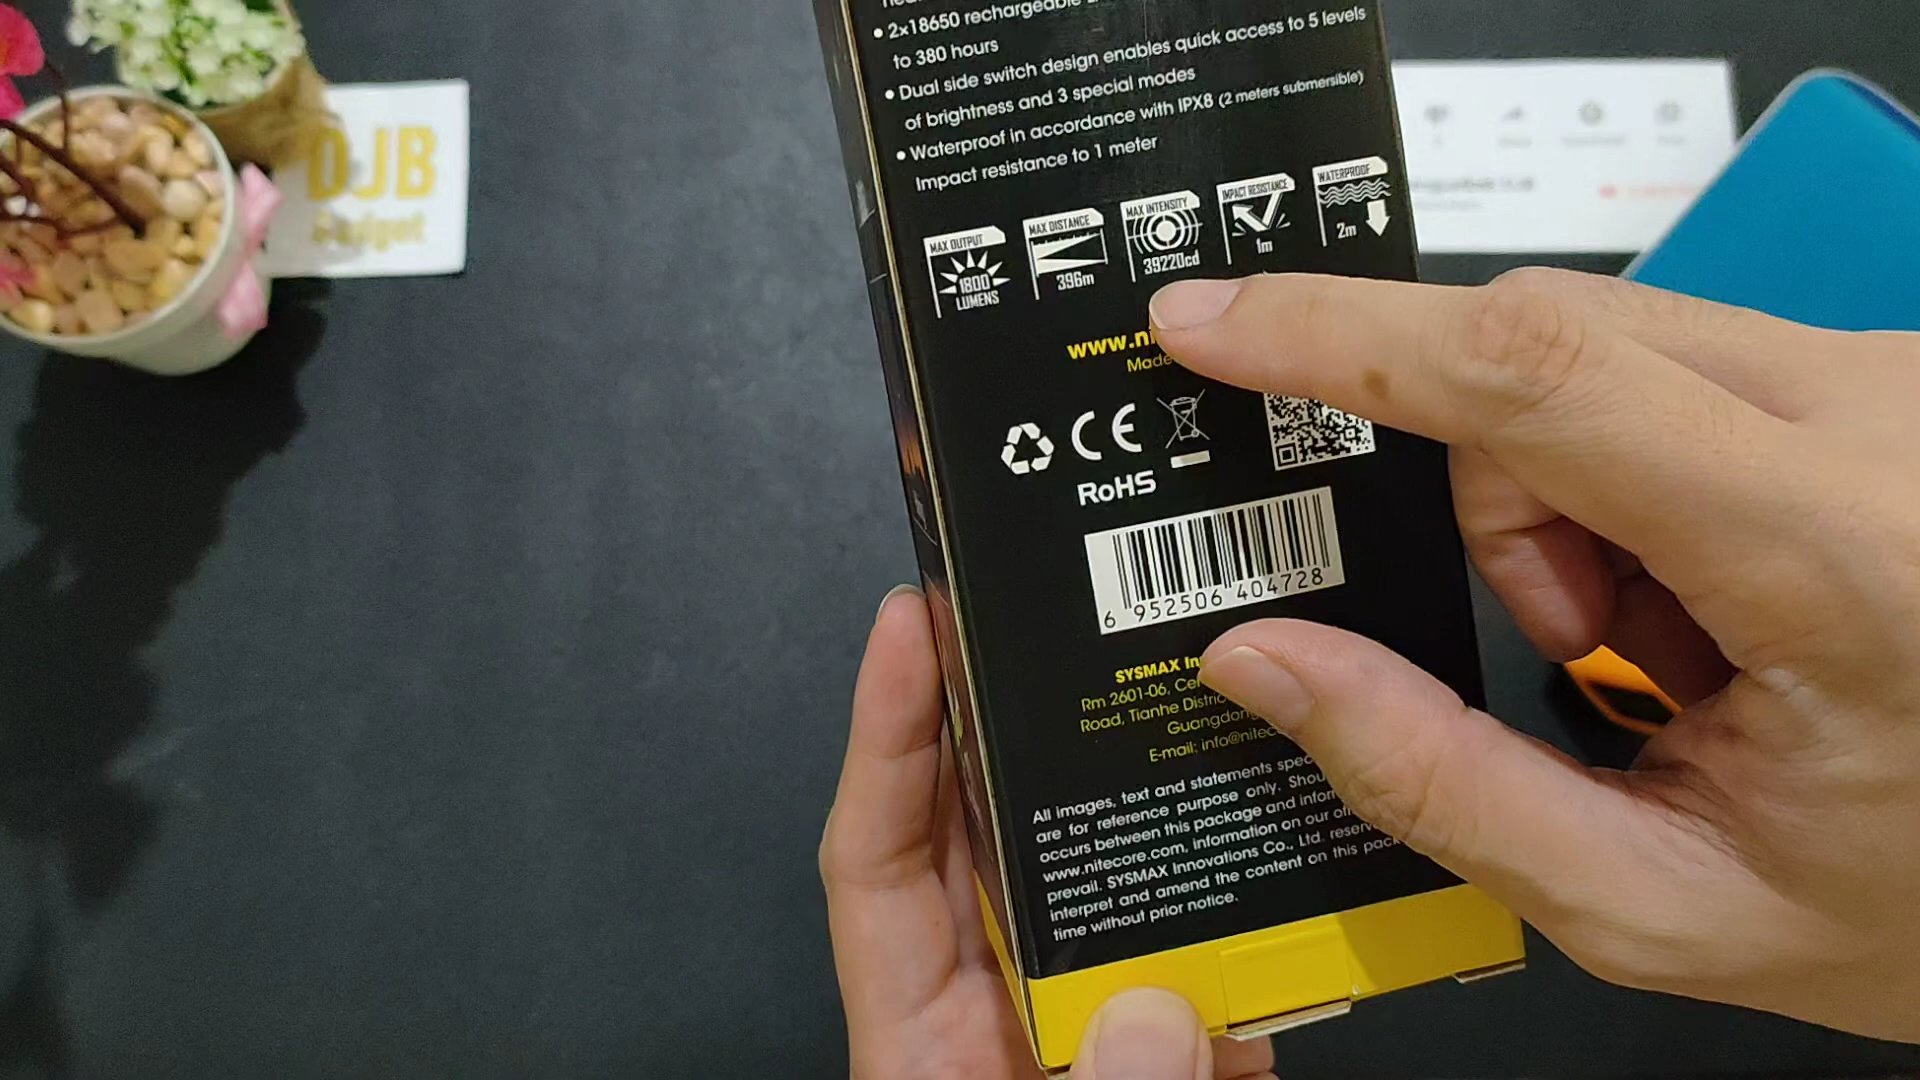 • 2x18650 rechargeable
to 380 hours
• Dual side switch design enables quick access to 5 levels
of brightness and 3 special modes
• Waterproof in accordance with IPX8 (2 meters submersible)
Impact resistance to 1 meter
MAX OUTPUT
1800
LUMENS
MAX DISTANCE
396m
MAX INTENSITY
39220cd
IMPACT RESISTANCE
1m
WATERPROOF
2m
www.ni
Made
CE
RoHS
6 952506 404728
SYSMAX In
Rm 2601-06, Ce
Road, Tianhe Distric
Guangdong
E-mail: info@nitec
All images, text and statements spec
are for reference purpose only. Shou
occurs between this package and infor
www.nitecore.com, information on our of
prevail. SYSMAX Innovations Co., Ltd. reserv
interpret and amend the content on this pack
time without prior notice.
DJB
Gadget